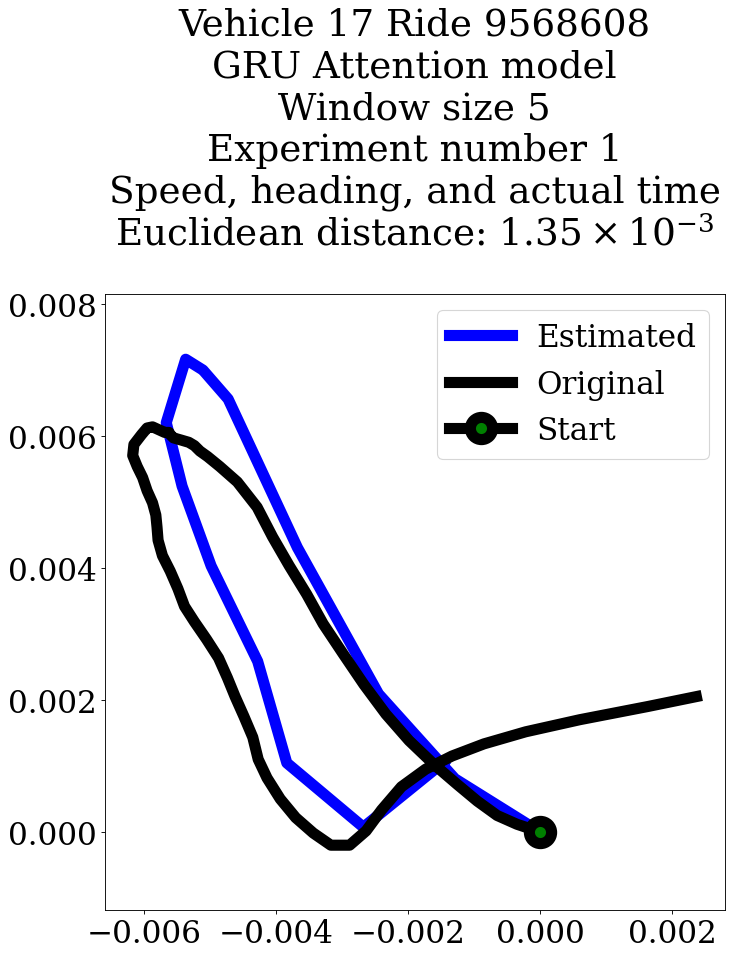 Vehicle 17 Ride 9568608
GRU Attention model
Window size 5
Experiment number 1
Speed, heading, and actual time
Euclidean distance: 1.35 × 10⁻³
0.008
Estimated
Original
Start
0.006
0.004
0.002
0.000
−0.006 −0.004 −0.002 0.000 0.002